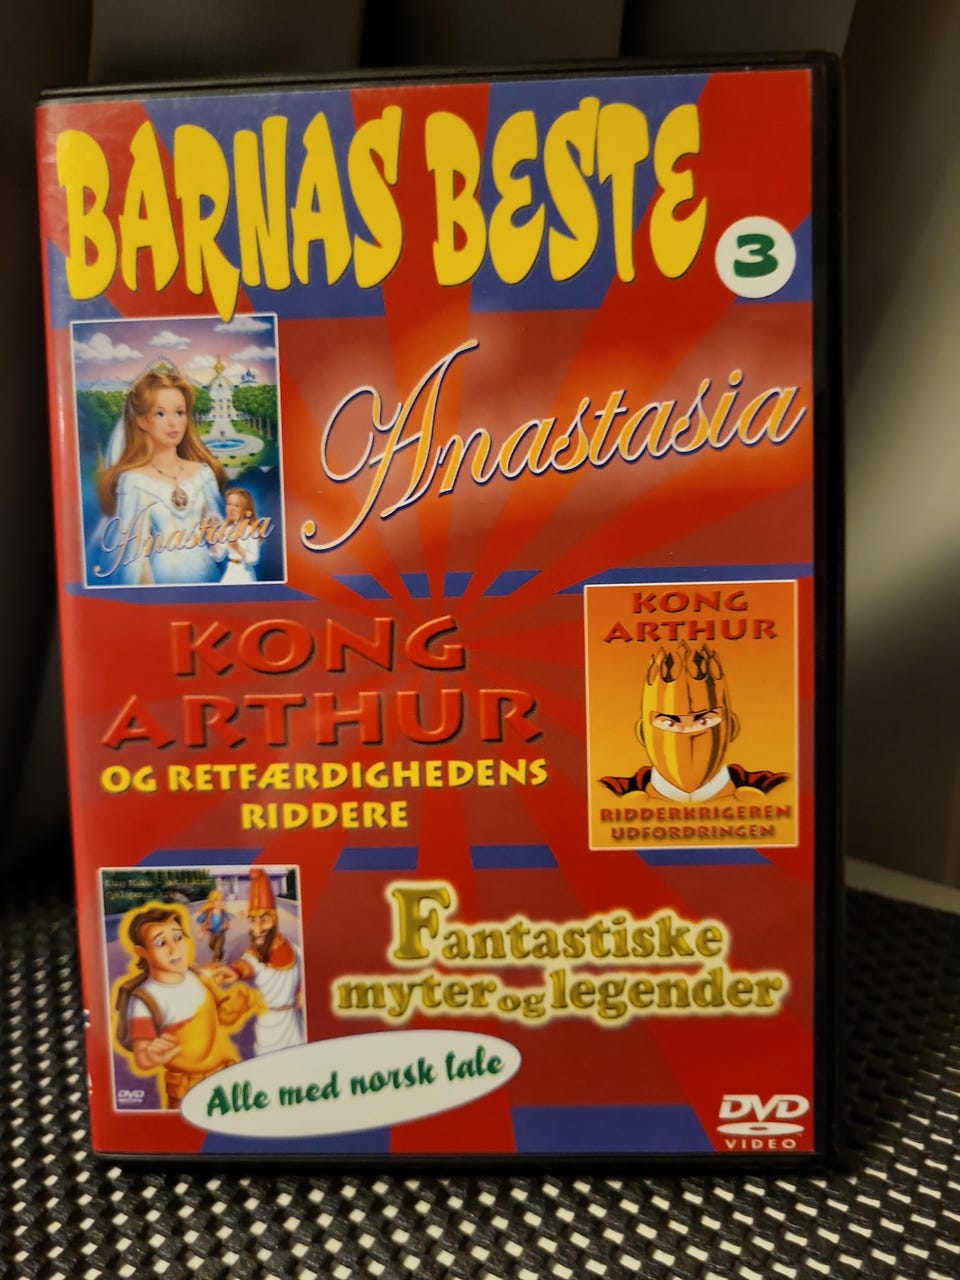 BARNAS BESTE
3
Anastasia
Anastasia
KONG
ARTHUR
OG RETFÆRDIGHEDENS
RIDDERE
KONG
ARTHUR
RIDDERKRIGEREN
UDFORDRINGEN
Fantastiske
myter og legender
Alle med norsk tale
DVD
DVD
VIDEO